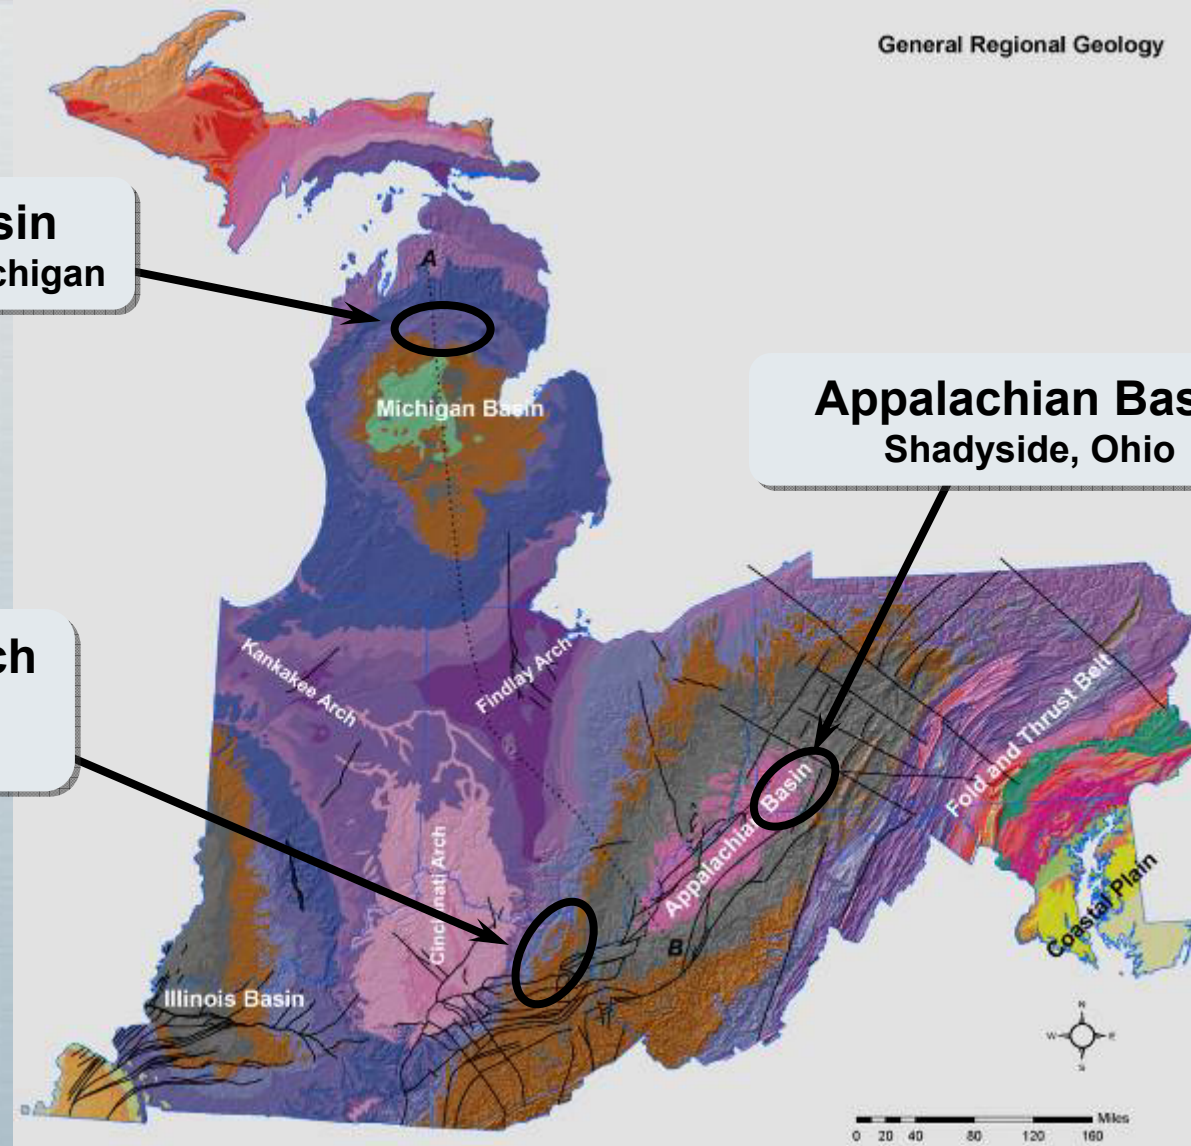 General Regional Geology
sin
chigan
A
Michigan Basin
Appalachian Bas
Shadyside, Ohio
ch
Kankakee Arch
Findlay Arch
Fold and Thrust Belt
Appalachian Basin
Cincinnati Arch
Coastal Plain
B
Illinois Basin
N
W E
S
Miles
0 20 40 80 120 160